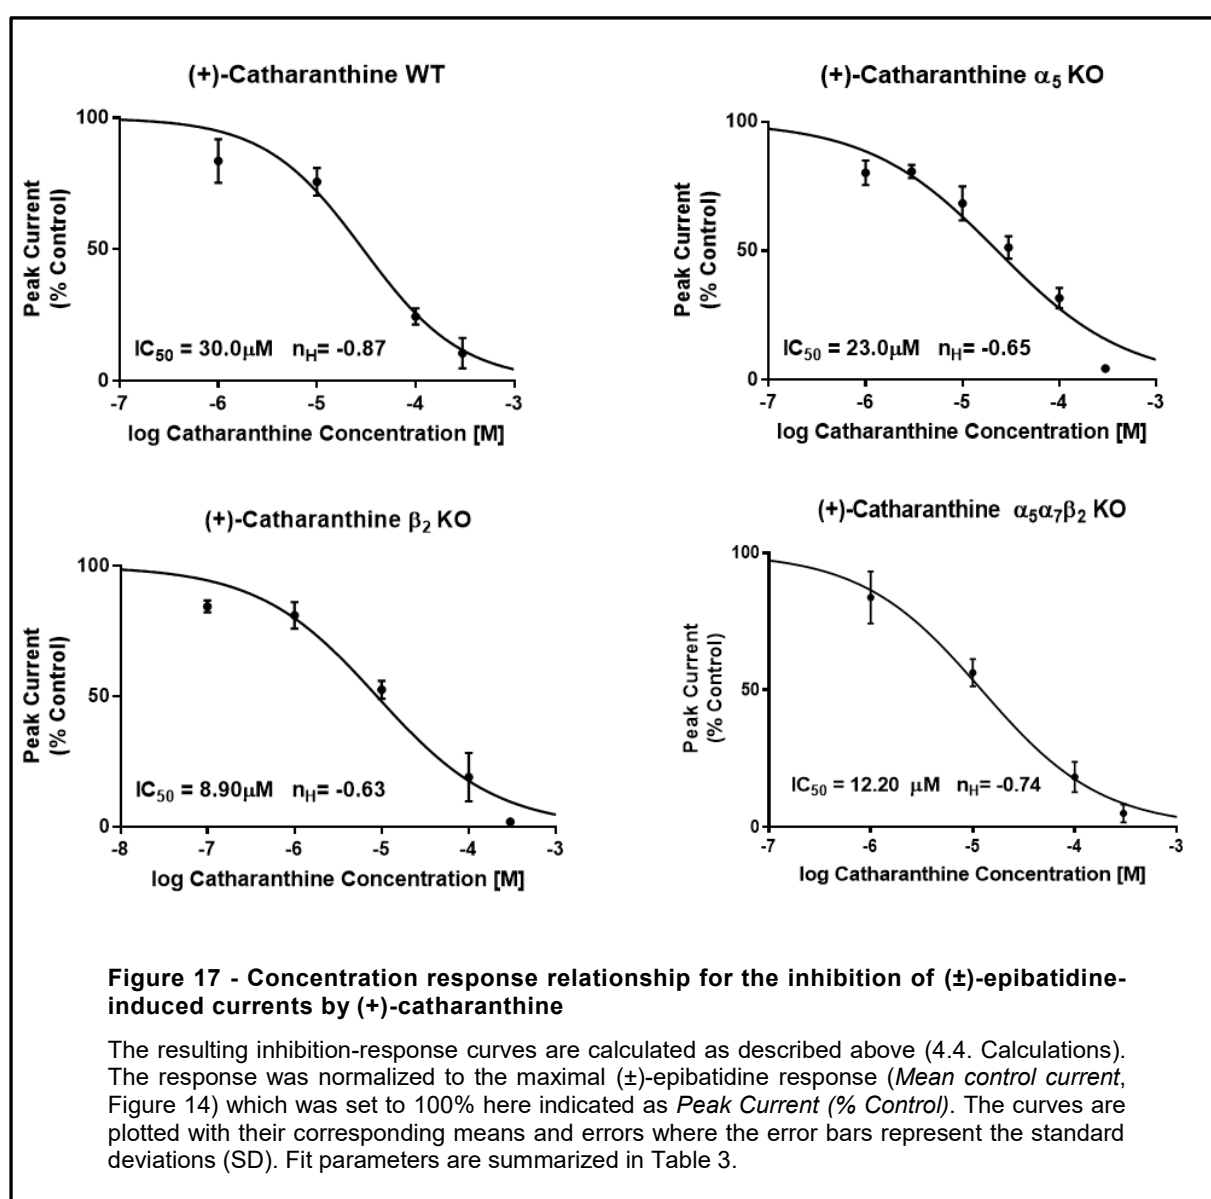 (+)-Catharanthine WT
100
50
0
Peak Current
(% Control)
IC50 = 30.0µM nH= -0.87
-7 -6 -5 -4 -3
log Catharanthine Concentration [M]
(+)-Catharanthine α5 KO
100
50
0
Peak Current
(% Control)
IC50 = 23.0µM nH= -0.65
-7 -6 -5 -4 -3
log Catharanthine Concentration [M]
(+)-Catharanthine β2 KO
100
50
0
Peak Current
(% Control)
IC50 = 8.90µM nH= -0.63
-8 -7 -6 -5 -4 -3
log Catharanthine Concentration [M]
(+)-Catharanthine α5α7β2 KO
100
50
0
Peak Current
(% Control)
IC50 = 12.20 µM nH= -0.74
-7 -6 -5 -4 -3
log Catharanthine Concentration [M]
Figure 17 - Concentration response relationship for the inhibition of (±)-epibatidine-
induced currents by (+)-catharanthine
The resulting inhibition-response curves are calculated as described above (4.4. Calculations).
The response was normalized to the maximal (±)-epibatidine response (Mean control current,
Figure 14) which was set to 100% here indicated as Peak Current (% Control). The curves are
plotted with their corresponding means and errors where the error bars represent the standard
deviations (SD). Fit parameters are summarized in Table 3.